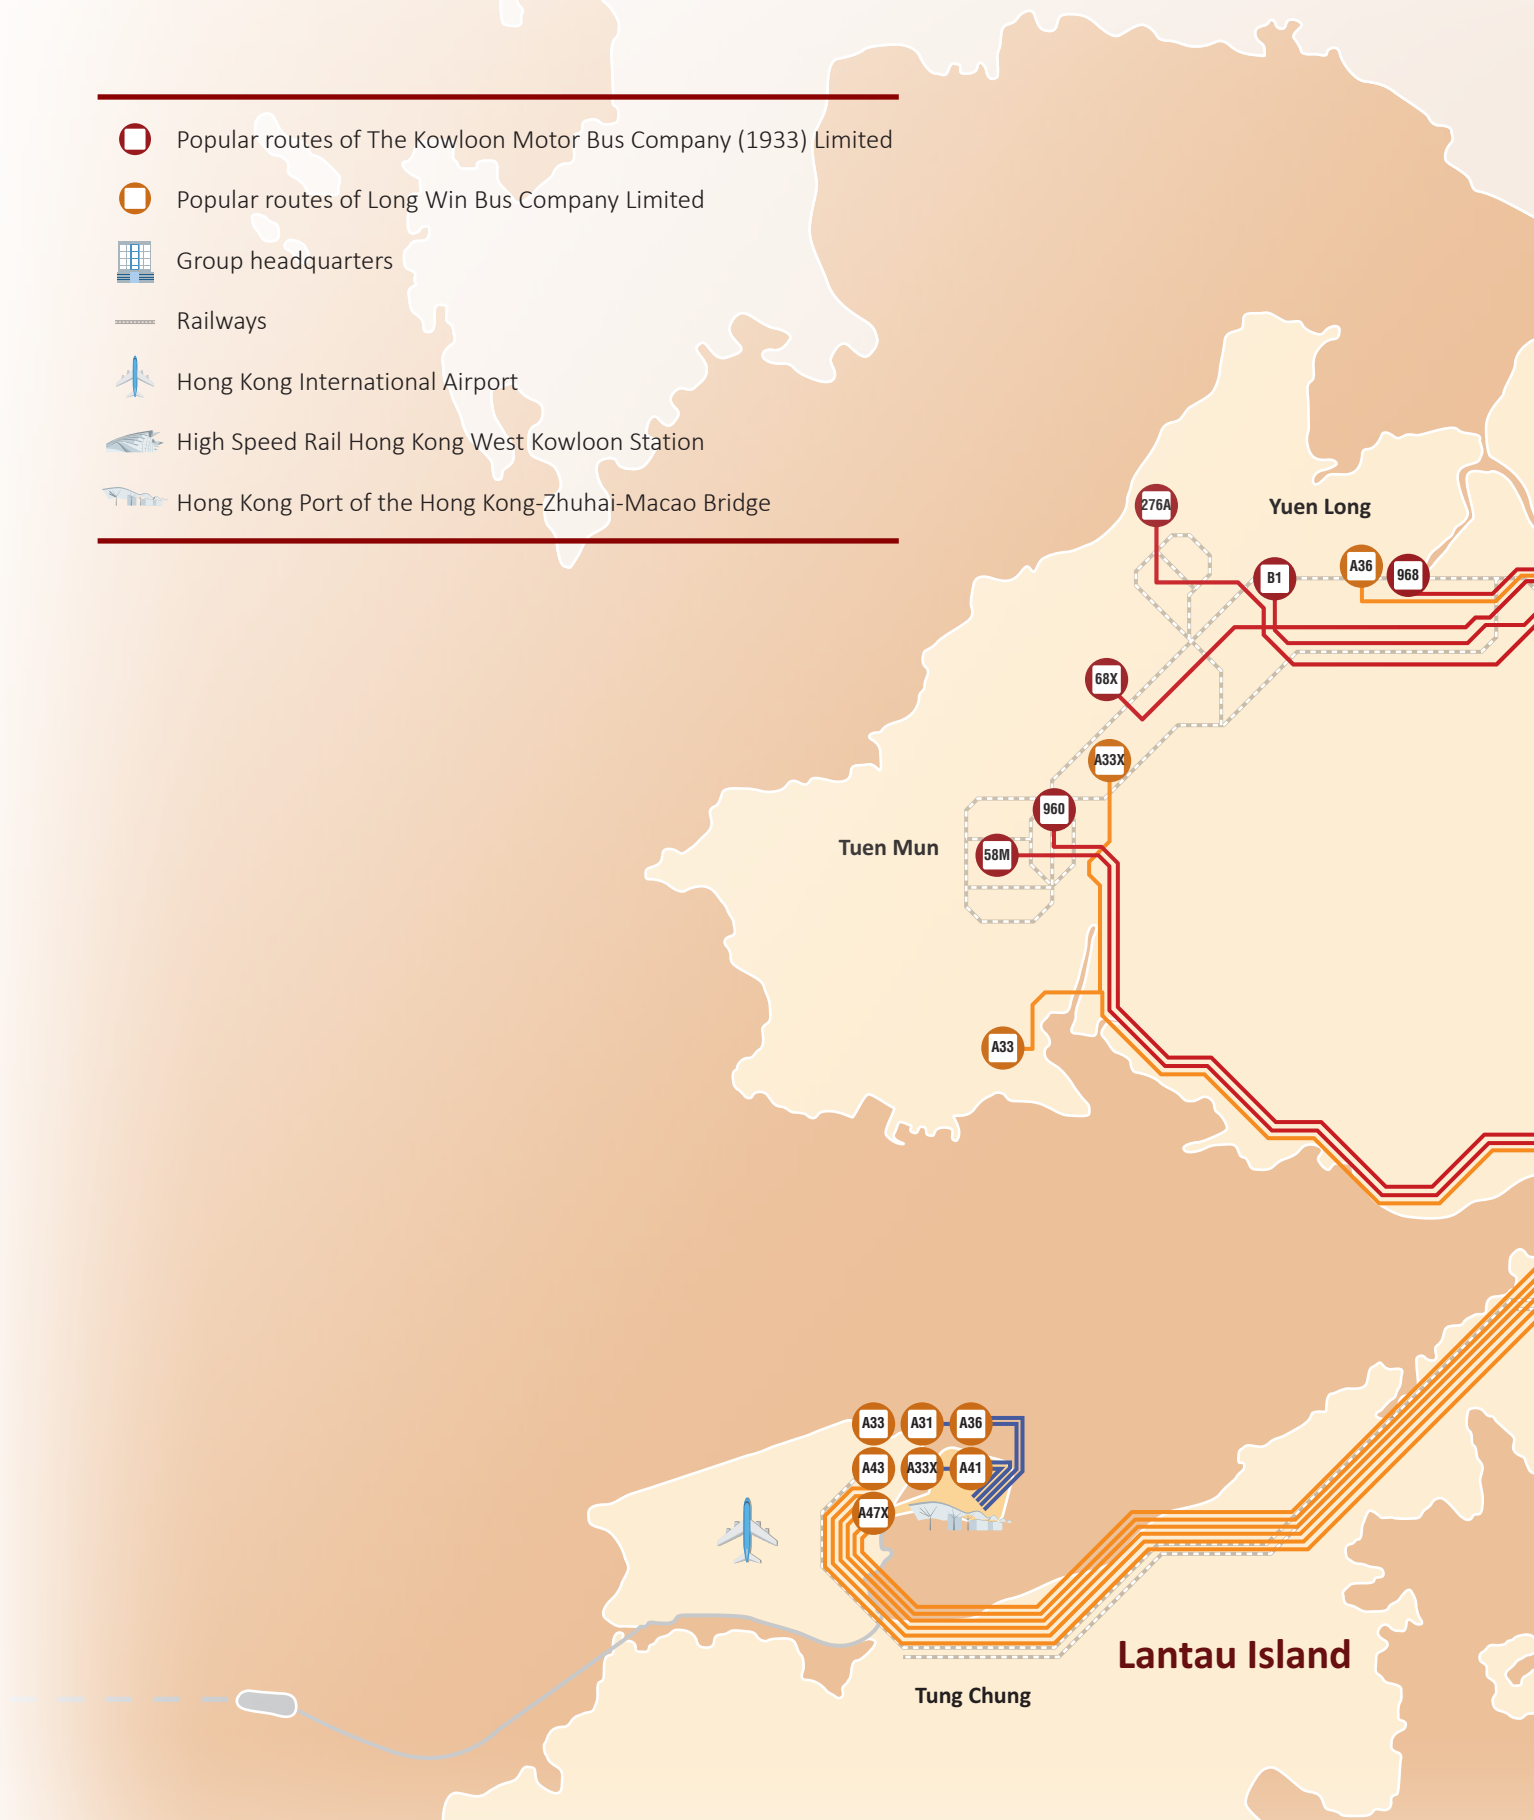 Popular routes of The Kowloon Motor Bus Company (1933) Limited
Popular routes of Long Win Bus Company Limited
Group headquarters
Railways
Hong Kong International Airport
High Speed Rail Hong Kong West Kowloon Station
Hong Kong Port of the Hong Kong-Zhuhai-Macao Bridge
276A
Yuen Long
B1
A36
968
68X
A33X
960
Tuen Mun
58M
A33
A33
A31
A36
A43
A33X
A41
A47X
Lantau Island
Tung Chung